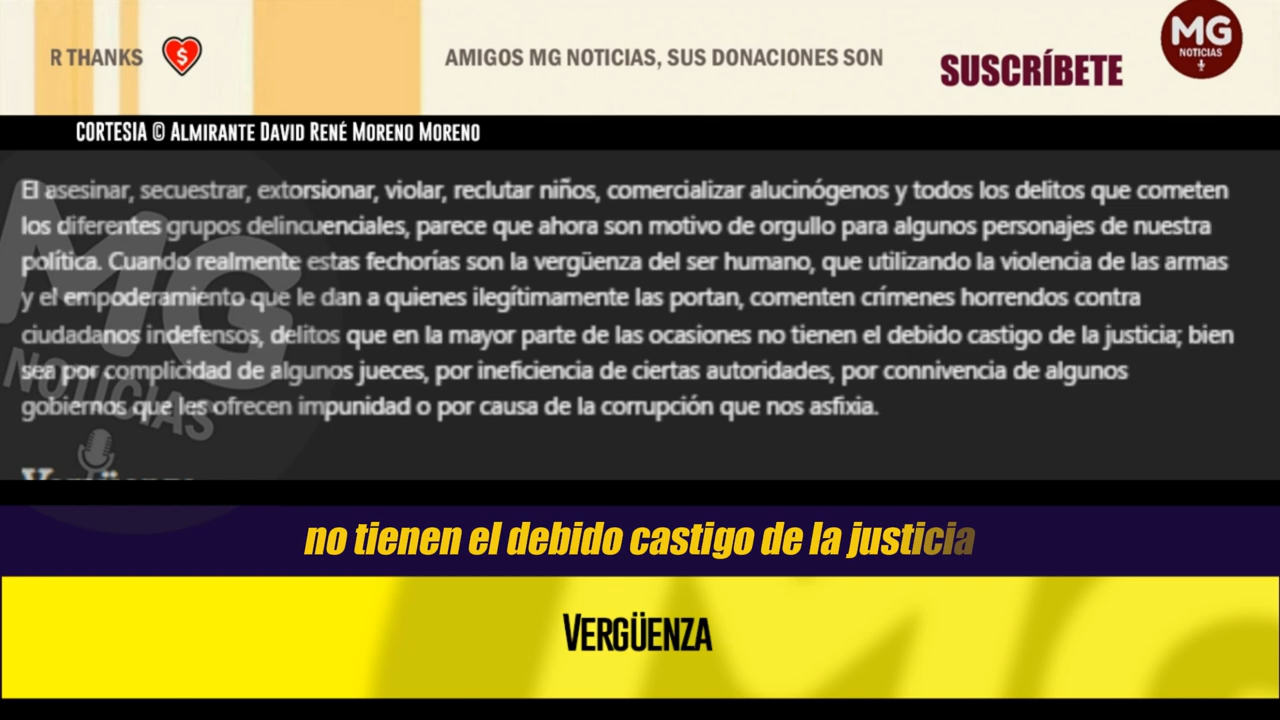 R THANKS
AMIGOS MG NOTICIAS, SUS DONACIONES SON
SUSCRÍBETE
MG
NOTICIAS
CORTESIA © ALMIRANTE DAVID RENÉ MORENO MORENO
El asesinar, secuestrar, extorsionar, violar, reclutar niños, comercializar alucinógenos y todos los delitos que cometen
los diferentes grupos delincuenciales, parece que ahora son motivo de orgullo para algunos personajes de nuestra
política. Cuando realmente estas fechorías son la vergüenza del ser humano, que utilizando la violencia de las armas
y el empoderamiento que le dan a quienes ilegítimamente las portan, comenten crímenes horrendos contra
ciudadanos indefensos, delitos que en la mayor parte de las ocasiones no tienen el debido castigo de la justicia; bien
sea por complicidad de algunos jueces, por ineficiencia de ciertas autoridades, por connivencia de algunos
gobiernos que les ofrecen impunidad o por causa de la corrupción que nos asfixia.
MG
NOTICIAS
no tienen el debido castigo de la justicia
VERGÜENZA